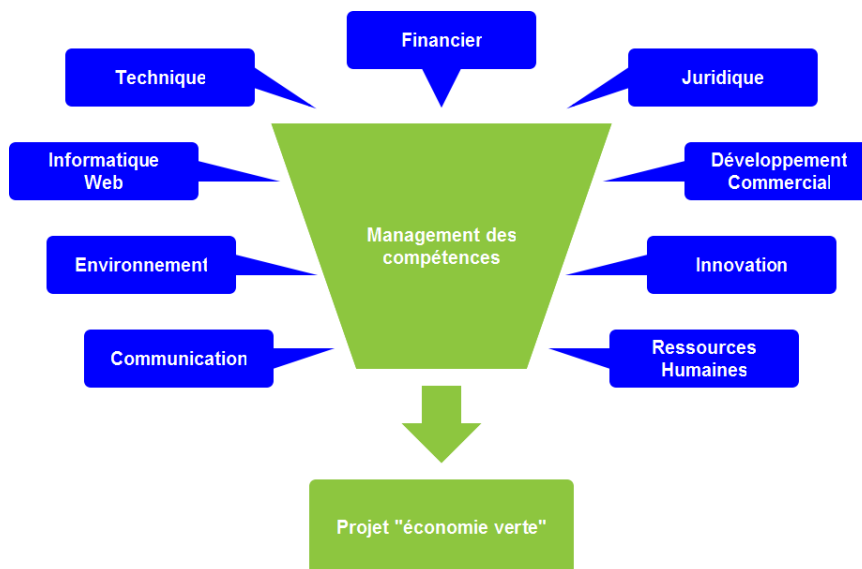 Financier
Technique
Juridique
Informatique
Web
Développement
Commercial
Management des
compétences
Environnement
Innovation
Communication
Ressources
Humaines
Projet "économie verte"